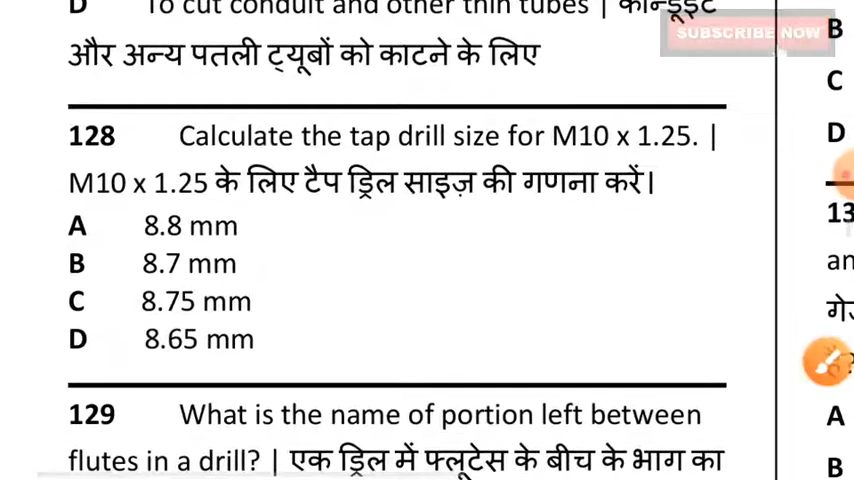 D To cut conduit and other thin tubes | कोन्डूइट
और अन्य पतली ट्यूबों को काटने के लिए
128 Calculate the tap drill size for M10 x 1.25. |
M10 x 1.25 के लिए टैप ड्रिल साइज़ की गणना करें।
A 8.8 mm
B 8.7 mm
C 8.75 mm
D 8.65 mm
129 What is the name of portion left between
flutes in a drill? | एक ड्रिल में फ्लूटेस के बीच के भाग का
SUBSCRIBE NOW
B
C
D
13
an
A
B